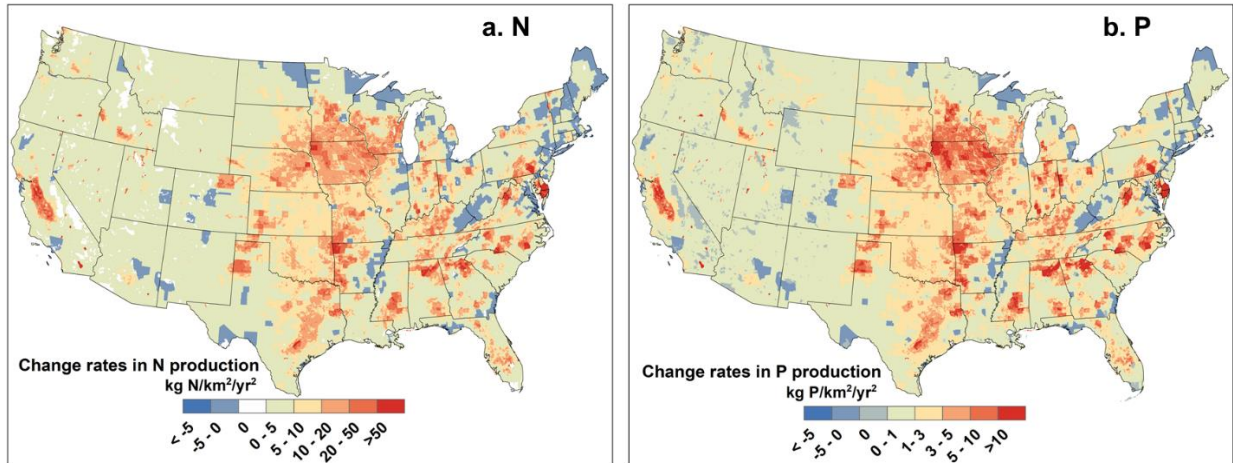 a. N
Change rates in N production
kg N/km²/yr²
< -5 -5 - 0 0 0 - 5 5 - 10 10 - 20 20 - 50 >50
b. P
Change rates in P production
kg P/km²/yr²
< -5 -5 - 0 0 0 - 1 1- 3 3 - 5 5 - 10 >10